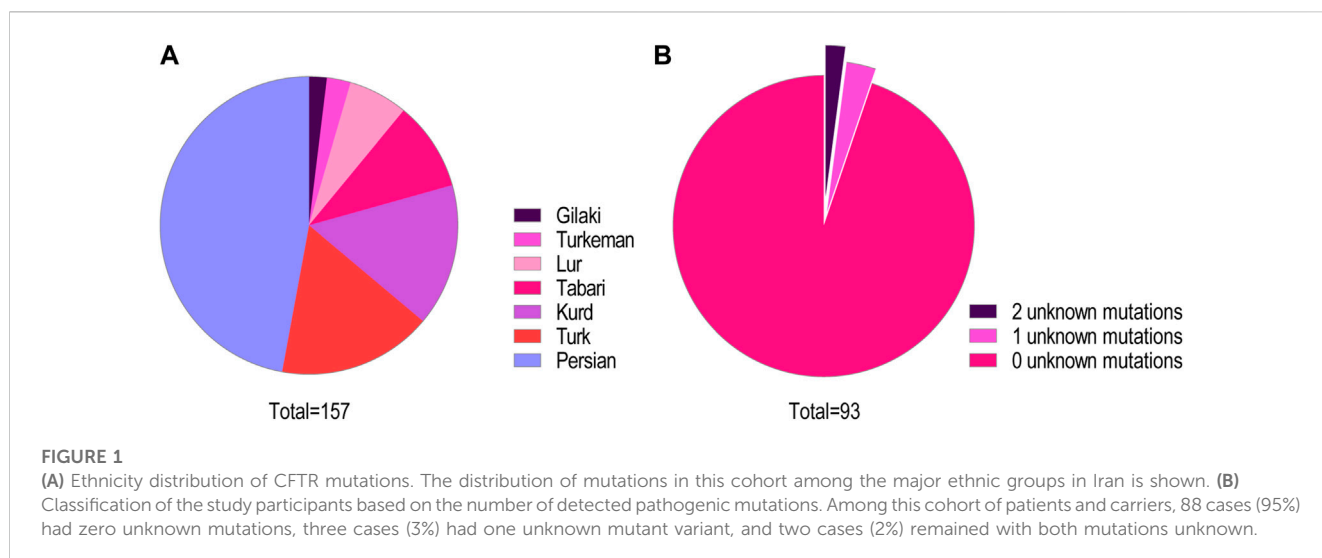 A
Gilaki
Turkeman
Lur
Tabari
Kurd
Turk
Persian
Total=157
B
2 unknown mutations
1 unknown mutations
0 unknown mutations
Total=93
FIGURE 1
(A) Ethnicity distribution of CFTR mutations. The distribution of mutations in this cohort among the major ethnic groups in Iran is shown. (B)
Classification of the study participants based on the number of detected pathogenic mutations. Among this cohort of patients and carriers, 88 cases (95%)
had zero unknown mutations, three cases (3%) had one unknown mutant variant, and two cases (2%) remained with both mutations unknown.